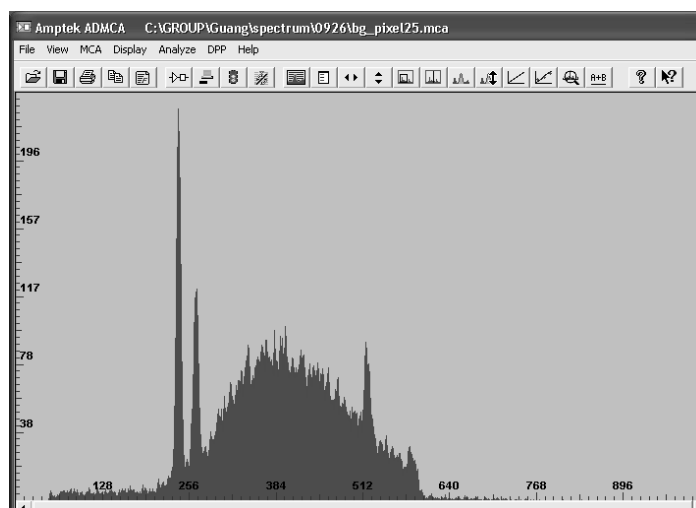 Amptek ADMCA C:\GROUP\Guang\spectrum\0926\bg_pixel25.mca
File View MCA Display Analyze DPP Help
A+B
196
157
117
78
38
128 256 384 512 640 768 896